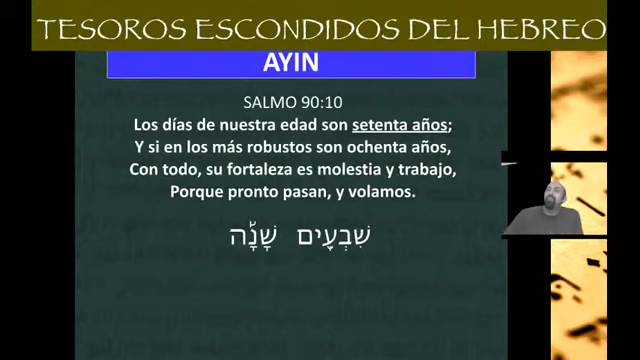 TESOROS ESCONDIDOS DEL HEBREO
AYIN
SALMO 90:10
Los días de nuestra edad son setenta años;
Y si en los más robustos son ochenta años,
Con todo, su fortaleza es molestia y trabajo,
Porque pronto pasan, y volamos.
שִׁבְעִ֪ים שָׁנָ֡ה